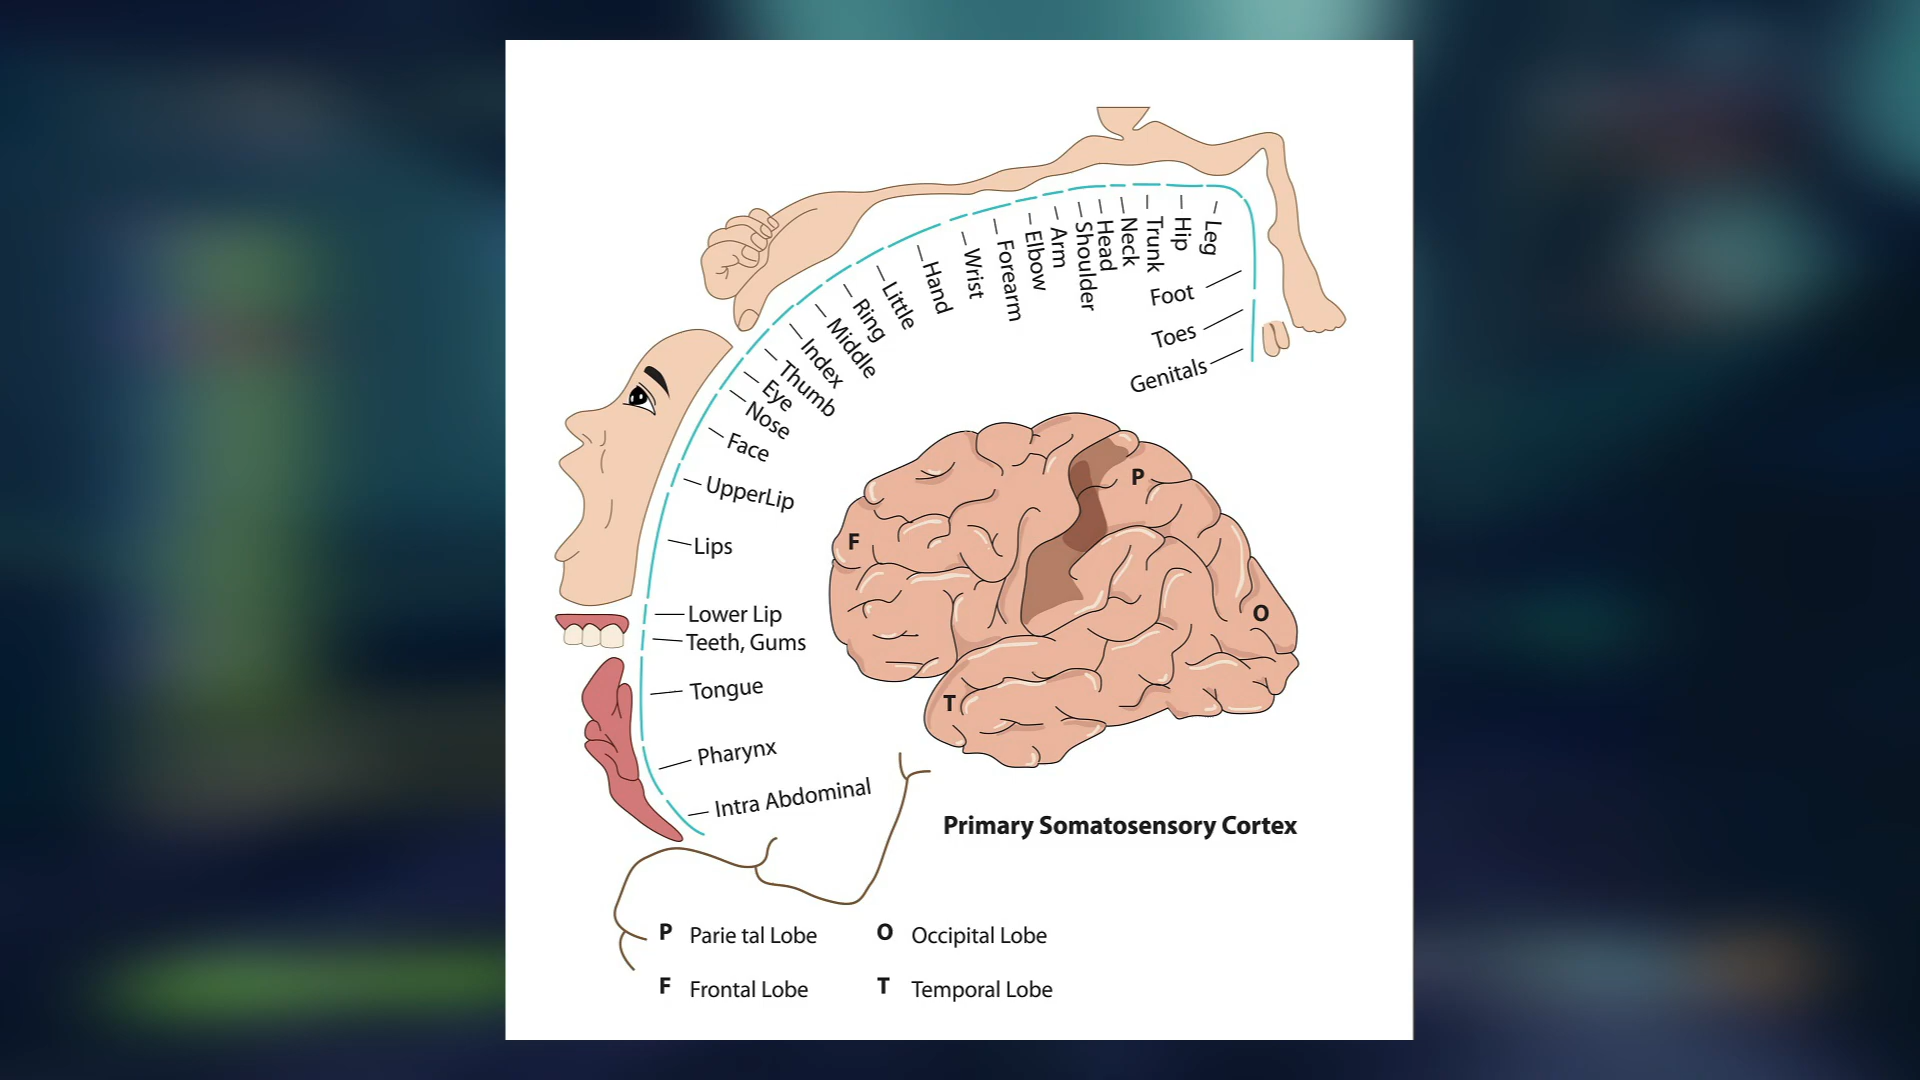 Leg
Hip
Trunk
Neck
Head
Shoulder
Arm
Elbow
Forearm
Wrist
Hand
Little
Ring
Middle
Index
Thumb
Eye
Nose
Face
UpperLip
Lips
Lower Lip
Teeth, Gums
Tongue
Pharynx
Intra Abdominal
Foot
Toes
Genitals
P
F
O
T
Primary Somatosensory Cortex
P Parie tal Lobe
O Occipital Lobe
F Frontal Lobe
T Temporal Lobe